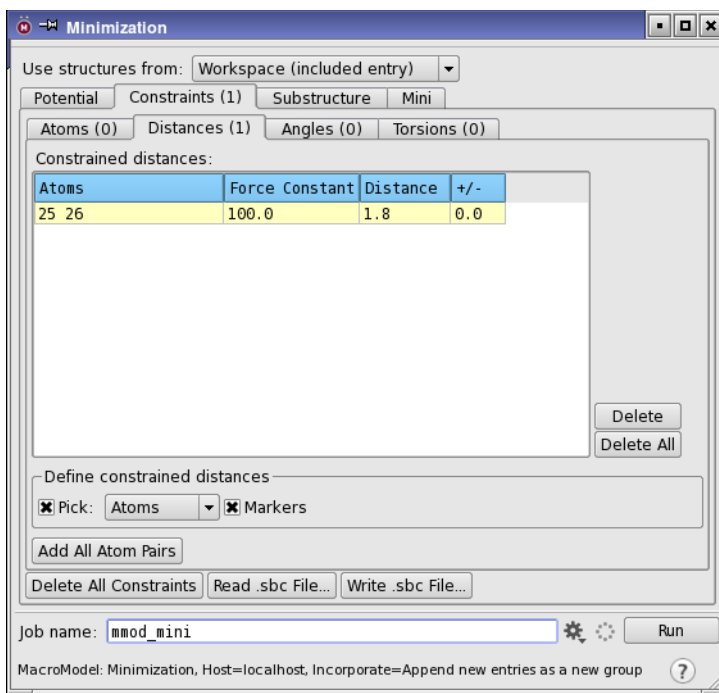 Minimization
Use structures from: Workspace (included entry)
Potential Constraints (1) Substructure Mini
Atoms (0) Distances (1) Angles (0) Torsions (0)
Constrained distances:
Atoms Force Constant Distance +/-
25 26 100.0 1.8 0.0
Delete
Delete All
Define constrained distances
Pick: Atoms Markers
Add All Atom Pairs
Delete All Constraints Read .sbc File... Write .sbc File...
Job name: mmod_mini Run
MacroModel: Minimization, Host=localhost, Incorporate=Append new entries as a new group ?